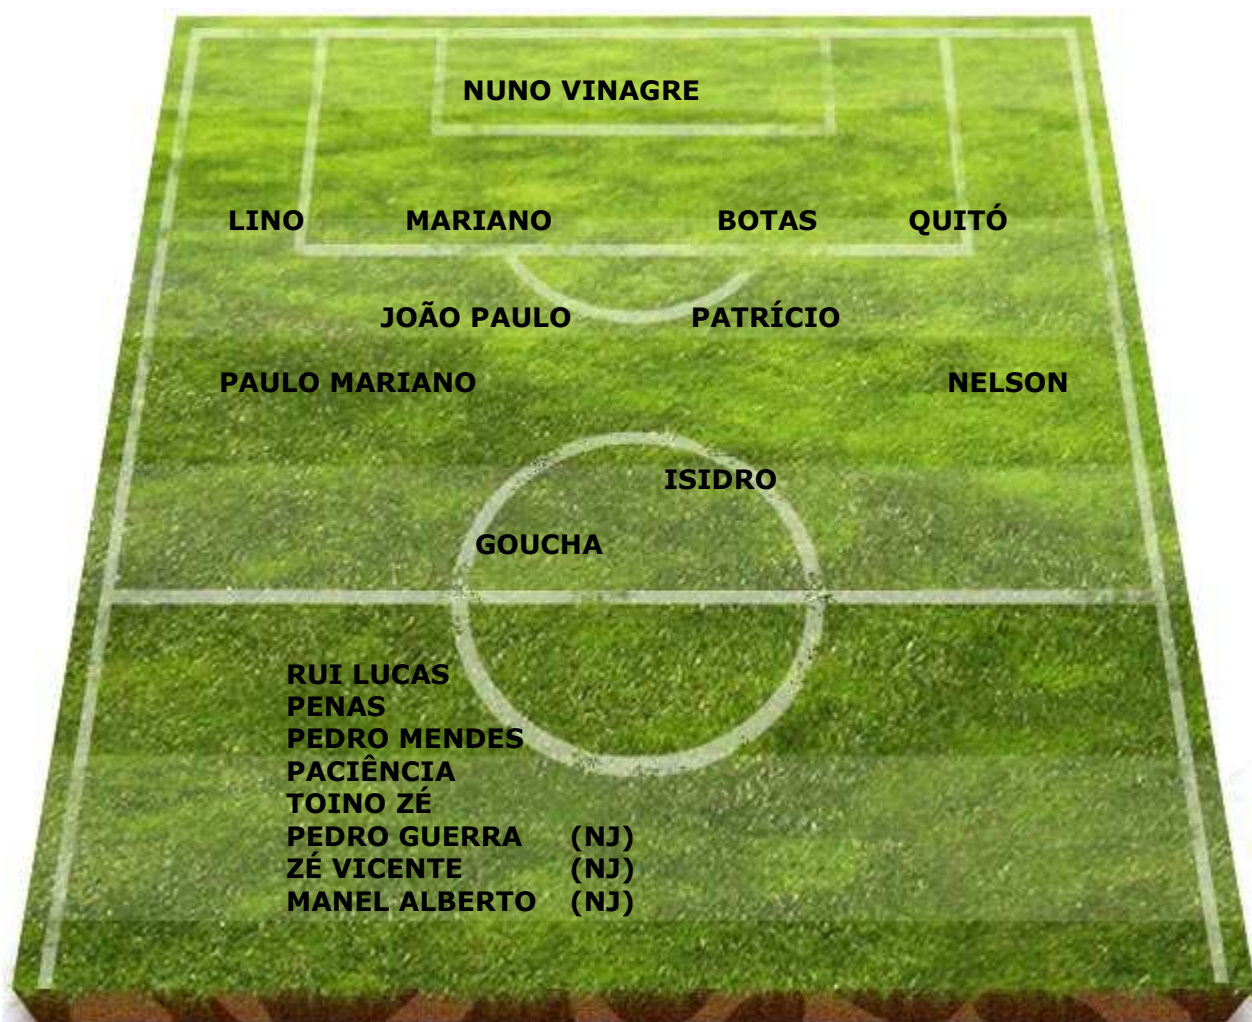 NUNO VINAGRE
LINO MARIANO BOTAS QUITÓ
JOÃO PAULO PATRÍCIO
PAULO MARIANO NELSON
ISIDRO
GOUCHA
RUI LUCAS
PENAS
PEDRO MENDES
PACIÊNCIA
TOINO ZÉ
PEDRO GUERRA (NJ)
ZÉ VICENTE (NJ)
MANEL ALBERTO (NJ)